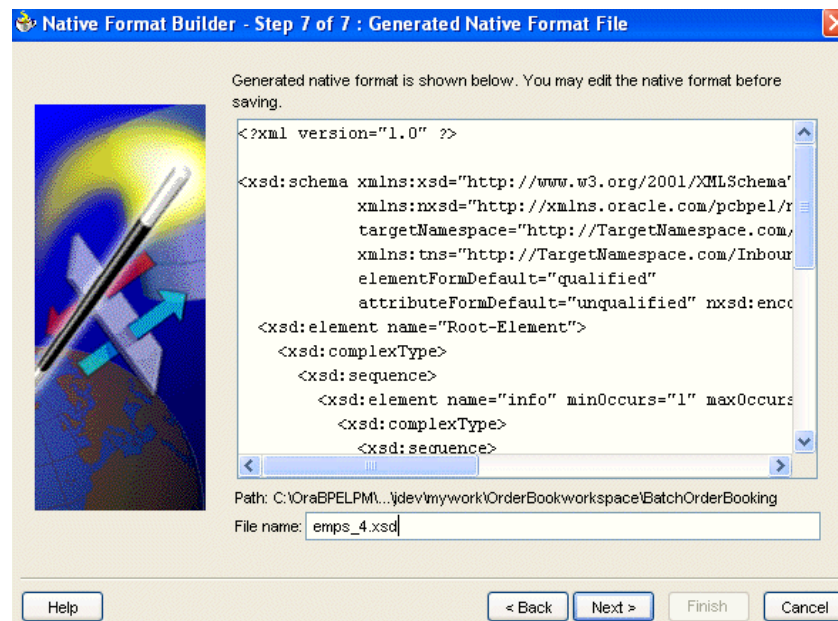 Native Format Builder - Step 7 of 7 : Generated Native Format File
Generated native format is shown below. You may edit the native format before
saving.
<?xml version="1.0" ?>
<xsd:schema xmlns:xsd="http://www.w3.org/2001/XMLSchema"
xmlns:nxsd="http://xmlns.oracle.com/pcbpel/
targetNamespace="http://TargetNamespace.com/
xmlns:tns="http://TargetNamespace.com/Inbour
elementFormDefault="qualified"
attributeFormDefault="unqualified" nxsd:enco
<xsd:element name="Root-Element">
<xsd:complexType>
<xsd:sequence>
<xsd:element name="info" minOccurs="1" maxOccurs
<xsd:complexType>
<xsd:sequence>
Path: C:\OraBPELPM\...\jdev\mywork\OrderBookworkspace\BatchOrderBooking
File name: emps_4.xsd
Help < Back Next > Finish Cancel